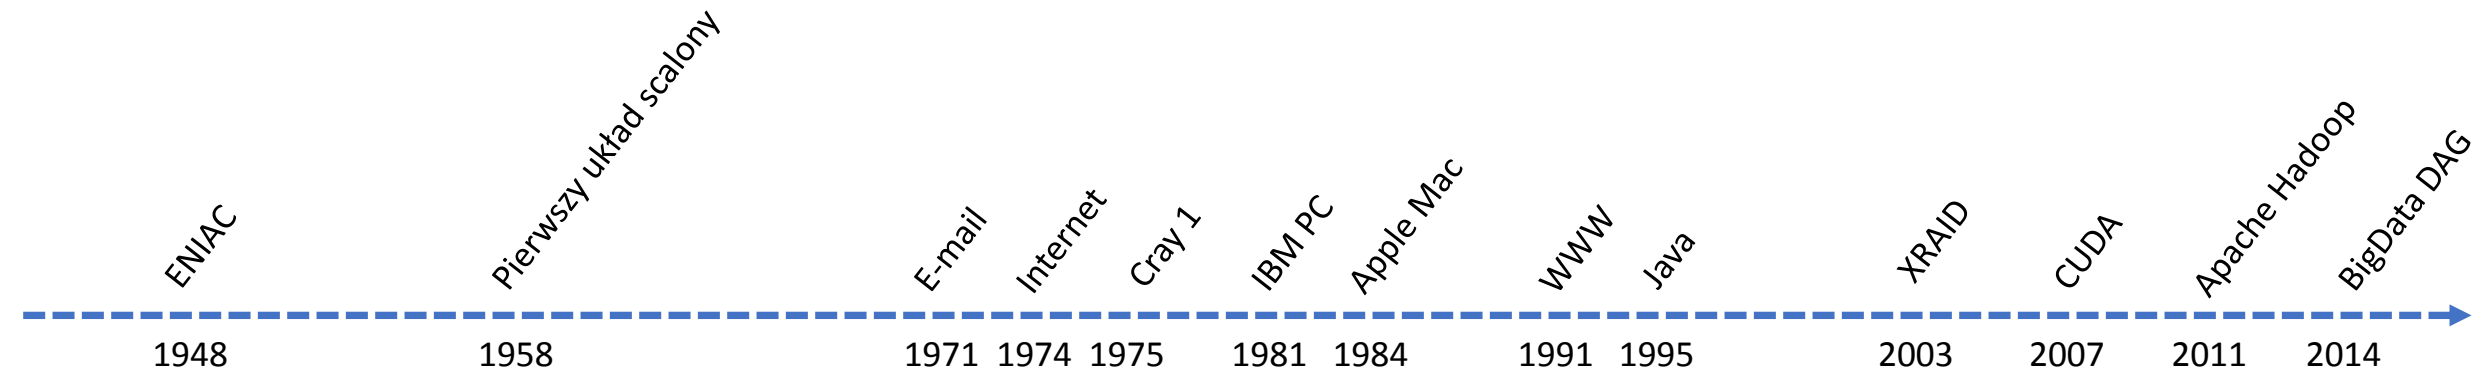 ENIAC
Pierwszy układ scalony
E-mail
Internet
Cray 1
IBM PC
Apple Mac
WWW
Java
XRAID
CUDA
Apache Hadoop
BigData DAG
1948
1958
1971
1974
1975
1981
1984
1991
1995
2003
2007
2011
2014